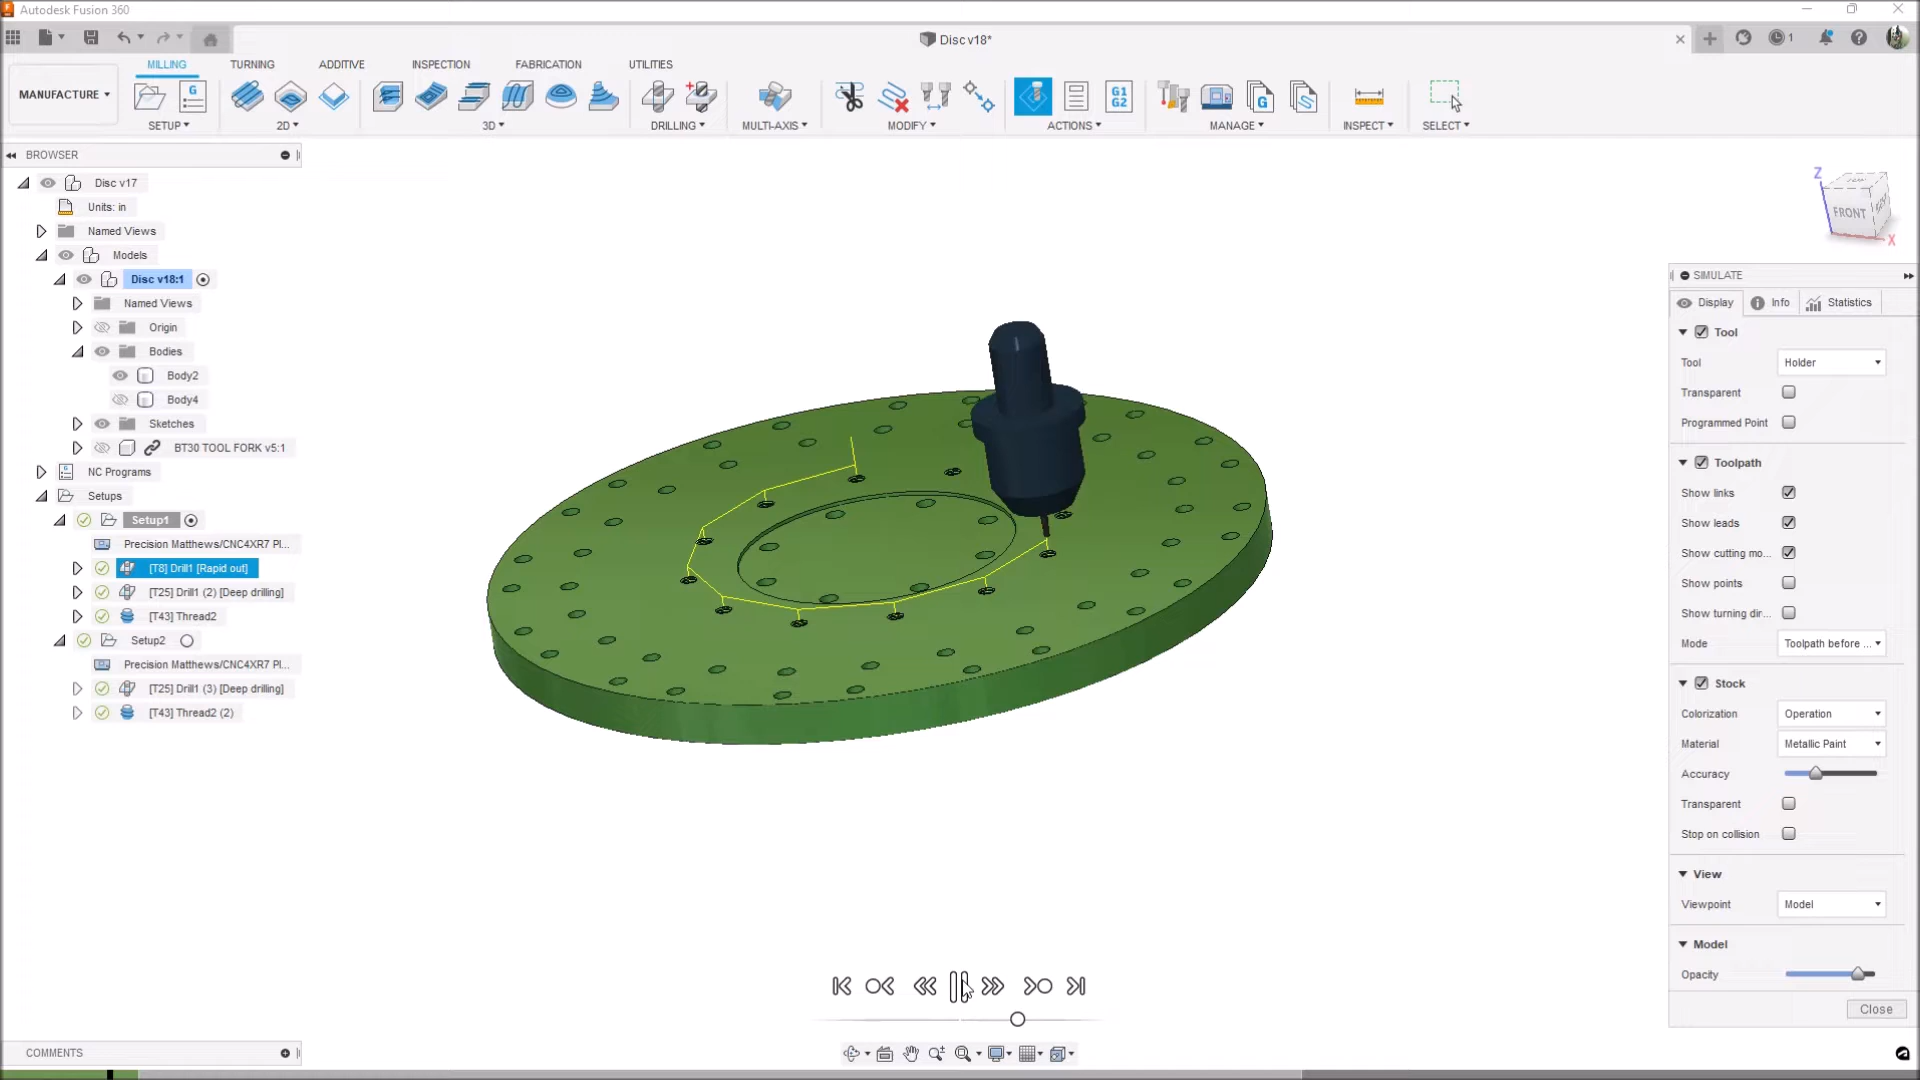 Autodesk Fusion 360
Disc v18*
1
MANUFACTURE
MILLING
TURNING
ADDITIVE
INSPECTION
FABRICATION
UTILITIES
G
G1
G2
G
S
SETUP
2D
3D
DRILLING
MULTI-AXIS
MODIFY
ACTIONS
MANAGE
INSPECT
SELECT
BROWSER
Disc v17
Units: in
Named Views
Models
Disc v18:1
Named Views
Origin
Bodies
Body2
Body4
Sketches
BT30 TOOL FORK v5:1
NC Programs
Setups
Setup1
Precision Matthews/CNC4XR7 Pl...
[T8] Drill1 [Rapid out]
[T25] Drill1 (2) [Deep drilling]
[T43] Thread2
Setup2
Precision Matthews/CNC4XR7 Pl...
[T25] Drill1 (3) [Deep drilling]
[T43] Thread2 (2)
COMMENTS
Z
FRONT
X
SIMULATE
Display
Info
Statistics
Tool
Tool Holder
Transparent
Programmed Point
Toolpath
Show links
Show leads
Show cutting mo...
Show points
Show turning dir...
Mode Toolpath before ...
Stock
Colorization Operation
Material Metallic Paint
Accuracy
Transparent
Stop on collision
View
Viewpoint Model
Model
Opacity
Close